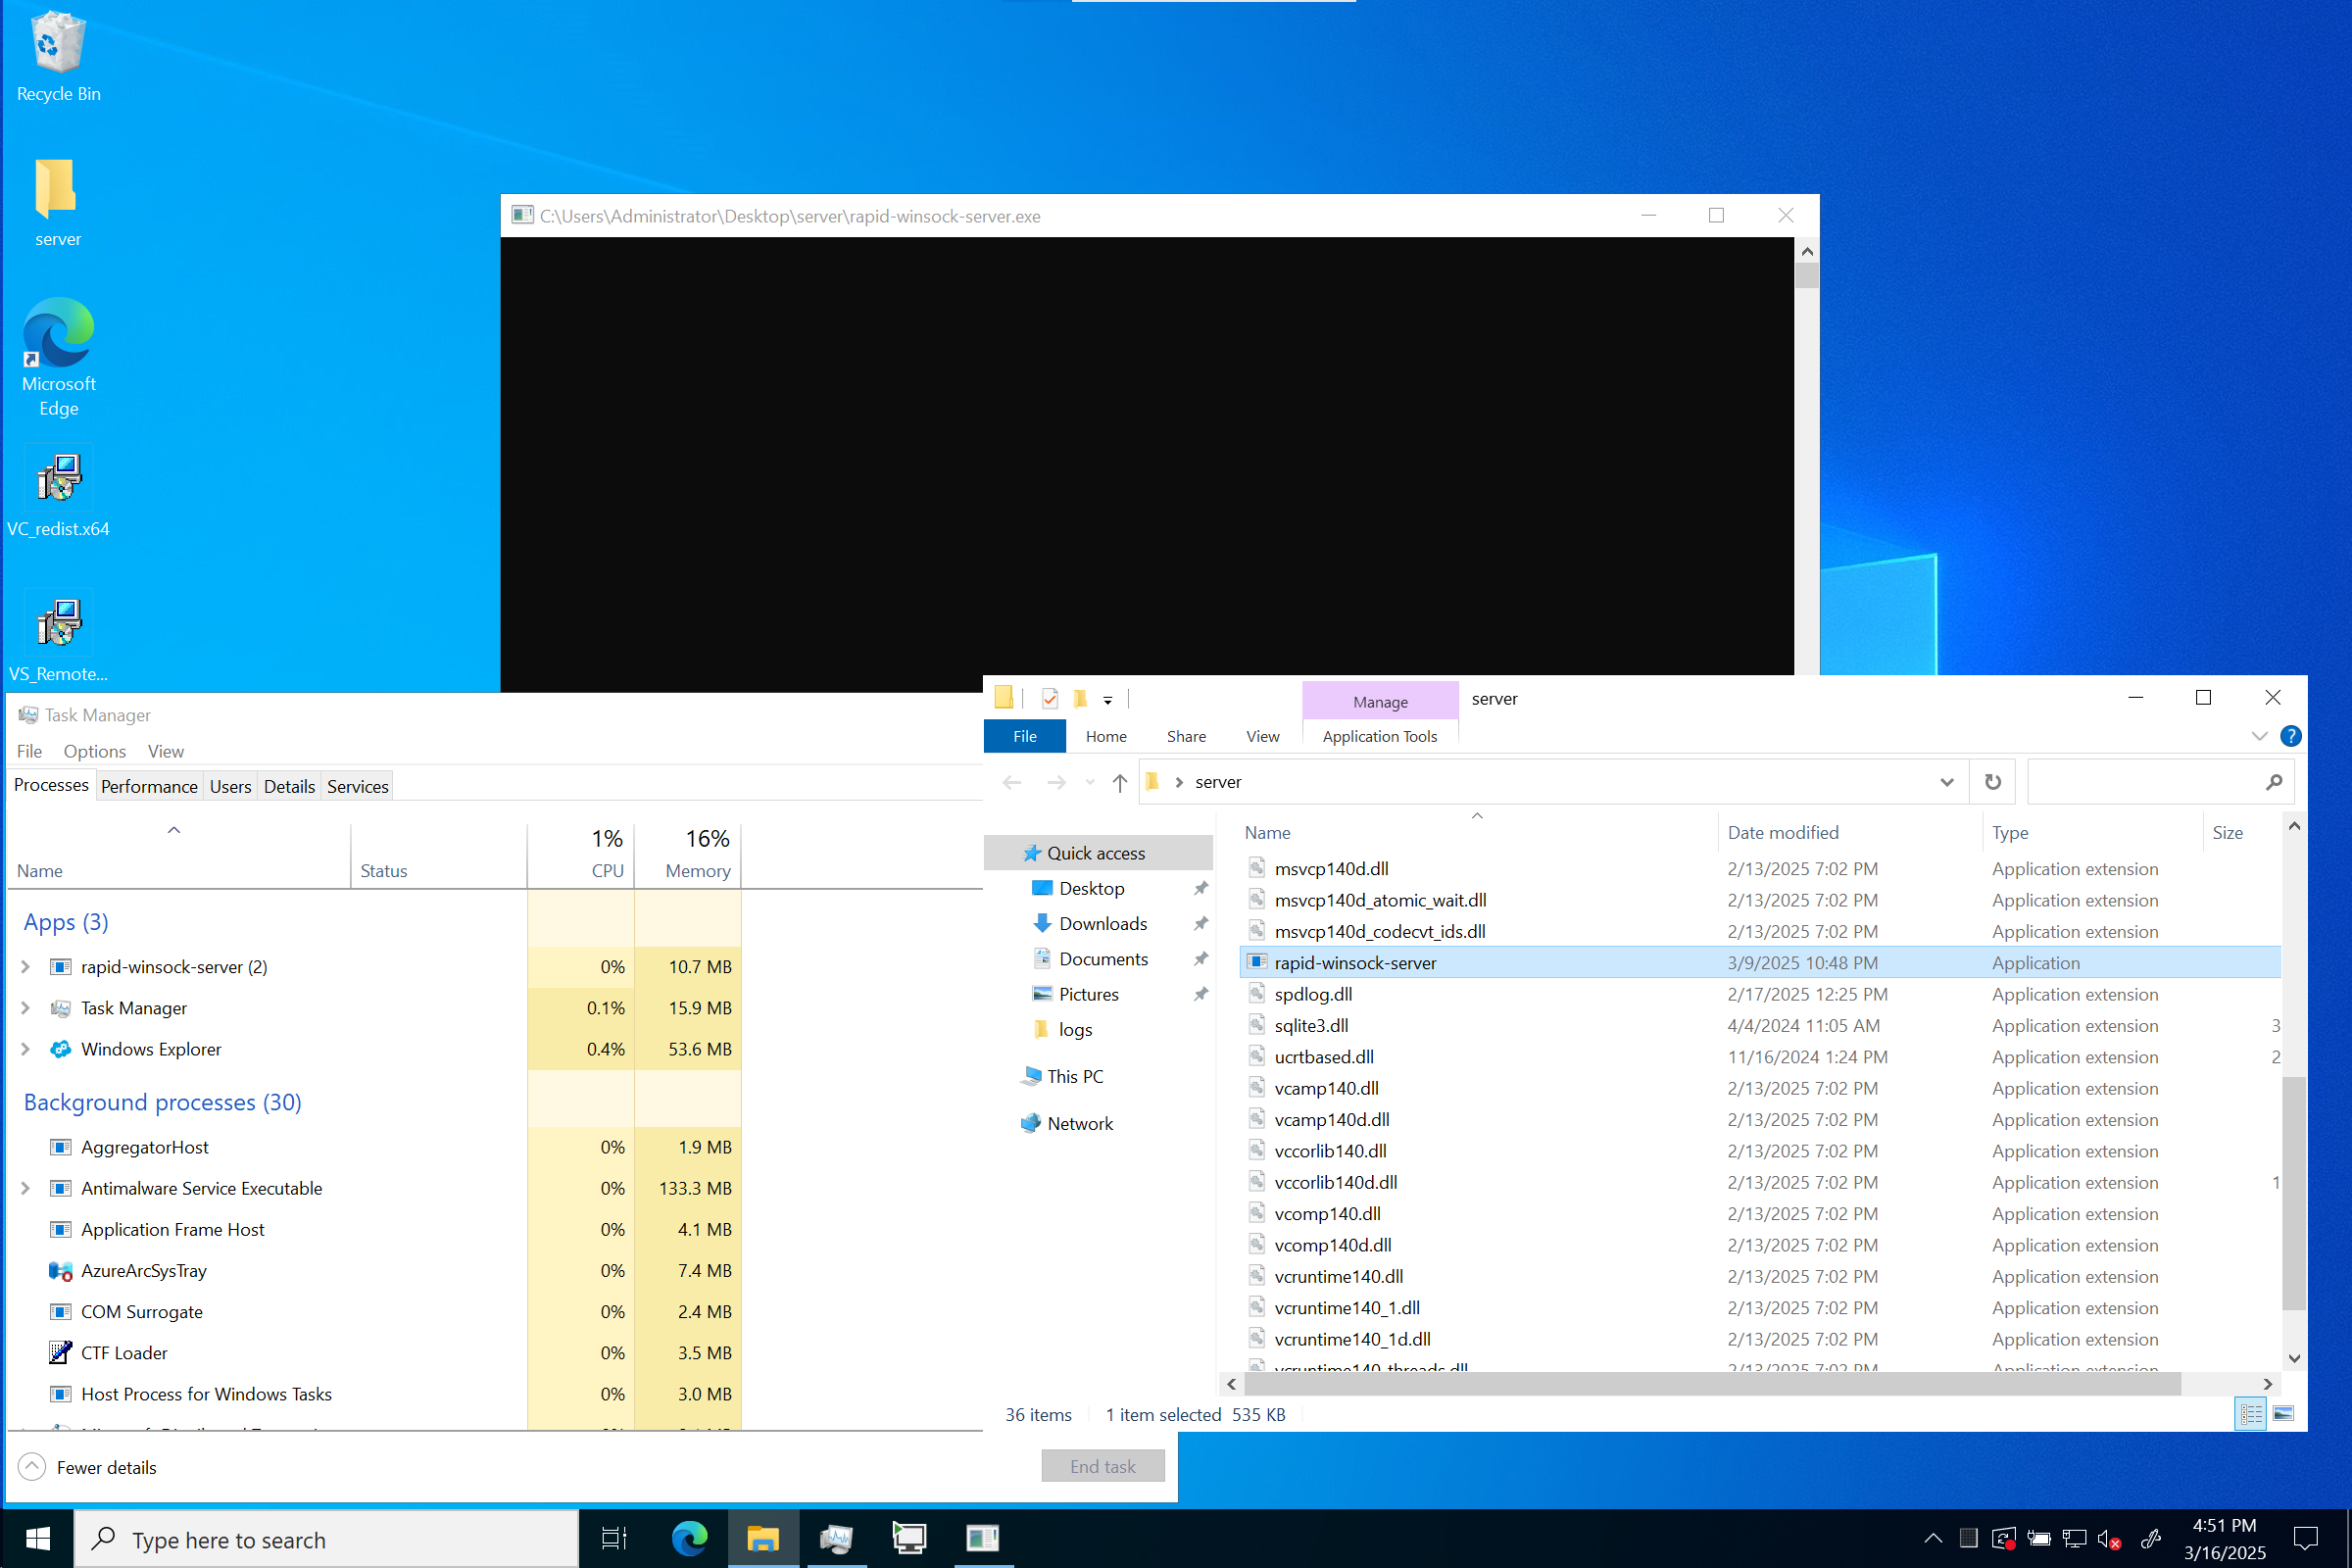 Recycle Bin
server
Microsoft
Edge
VC_redist.x64
VS_Remote...
C:\Users\Administrator\Desktop\server\rapid-winsock-server.exe
Task Manager
File Options View
Processes Performance Users Details Services
1% 16%
Name Status CPU Memory
Apps (3)
rapid-winsock-server (2) 0% 10.7 MB
Task Manager 0.1% 15.9 MB
Windows Explorer 0.4% 53.6 MB
Background processes (30)
AggregatorHost 0% 1.9 MB
Antimalware Service Executable 0% 133.3 MB
Application Frame Host 0% 4.1 MB
AzureArcSysTray 0% 7.4 MB
COM Surrogate 0% 2.4 MB
CTF Loader 0% 3.5 MB
Host Process for Windows Tasks 0% 3.0 MB
Fewer details
End task
Manage server
File Home Share View Application Tools
server
Quick access
Desktop
Downloads
Documents
Pictures
logs
This PC
Network
Name Date modified Type Size
msvcp140d.dll 2/13/2025 7:02 PM Application extension
msvcp140d_atomic_wait.dll 2/13/2025 7:02 PM Application extension
msvcp140d_codecvt_ids.dll 2/13/2025 7:02 PM Application extension
rapid-winsock-server 3/9/2025 10:48 PM Application
spdlog.dll 2/17/2025 12:25 PM Application extension
sqlite3.dll 4/4/2024 11:05 AM Application extension 3
ucrtbased.dll 11/16/2024 1:24 PM Application extension 2
vcamp140.dll 2/13/2025 7:02 PM Application extension
vcamp140d.dll 2/13/2025 7:02 PM Application extension
vccorlib140.dll 2/13/2025 7:02 PM Application extension
vccorlib140d.dll 2/13/2025 7:02 PM Application extension 1
vcomp140.dll 2/13/2025 7:02 PM Application extension
vcomp140d.dll 2/13/2025 7:02 PM Application extension
vcruntime140.dll 2/13/2025 7:02 PM Application extension
vcruntime140_1.dll 2/13/2025 7:02 PM Application extension
vcruntime140_1d.dll 2/13/2025 7:02 PM Application extension
vcruntime140_threads.dll 2/13/2025 7:02 PM Application extension
36 items 1 item selected 535 KB
Type here to search
4:51 PM
3/16/2025